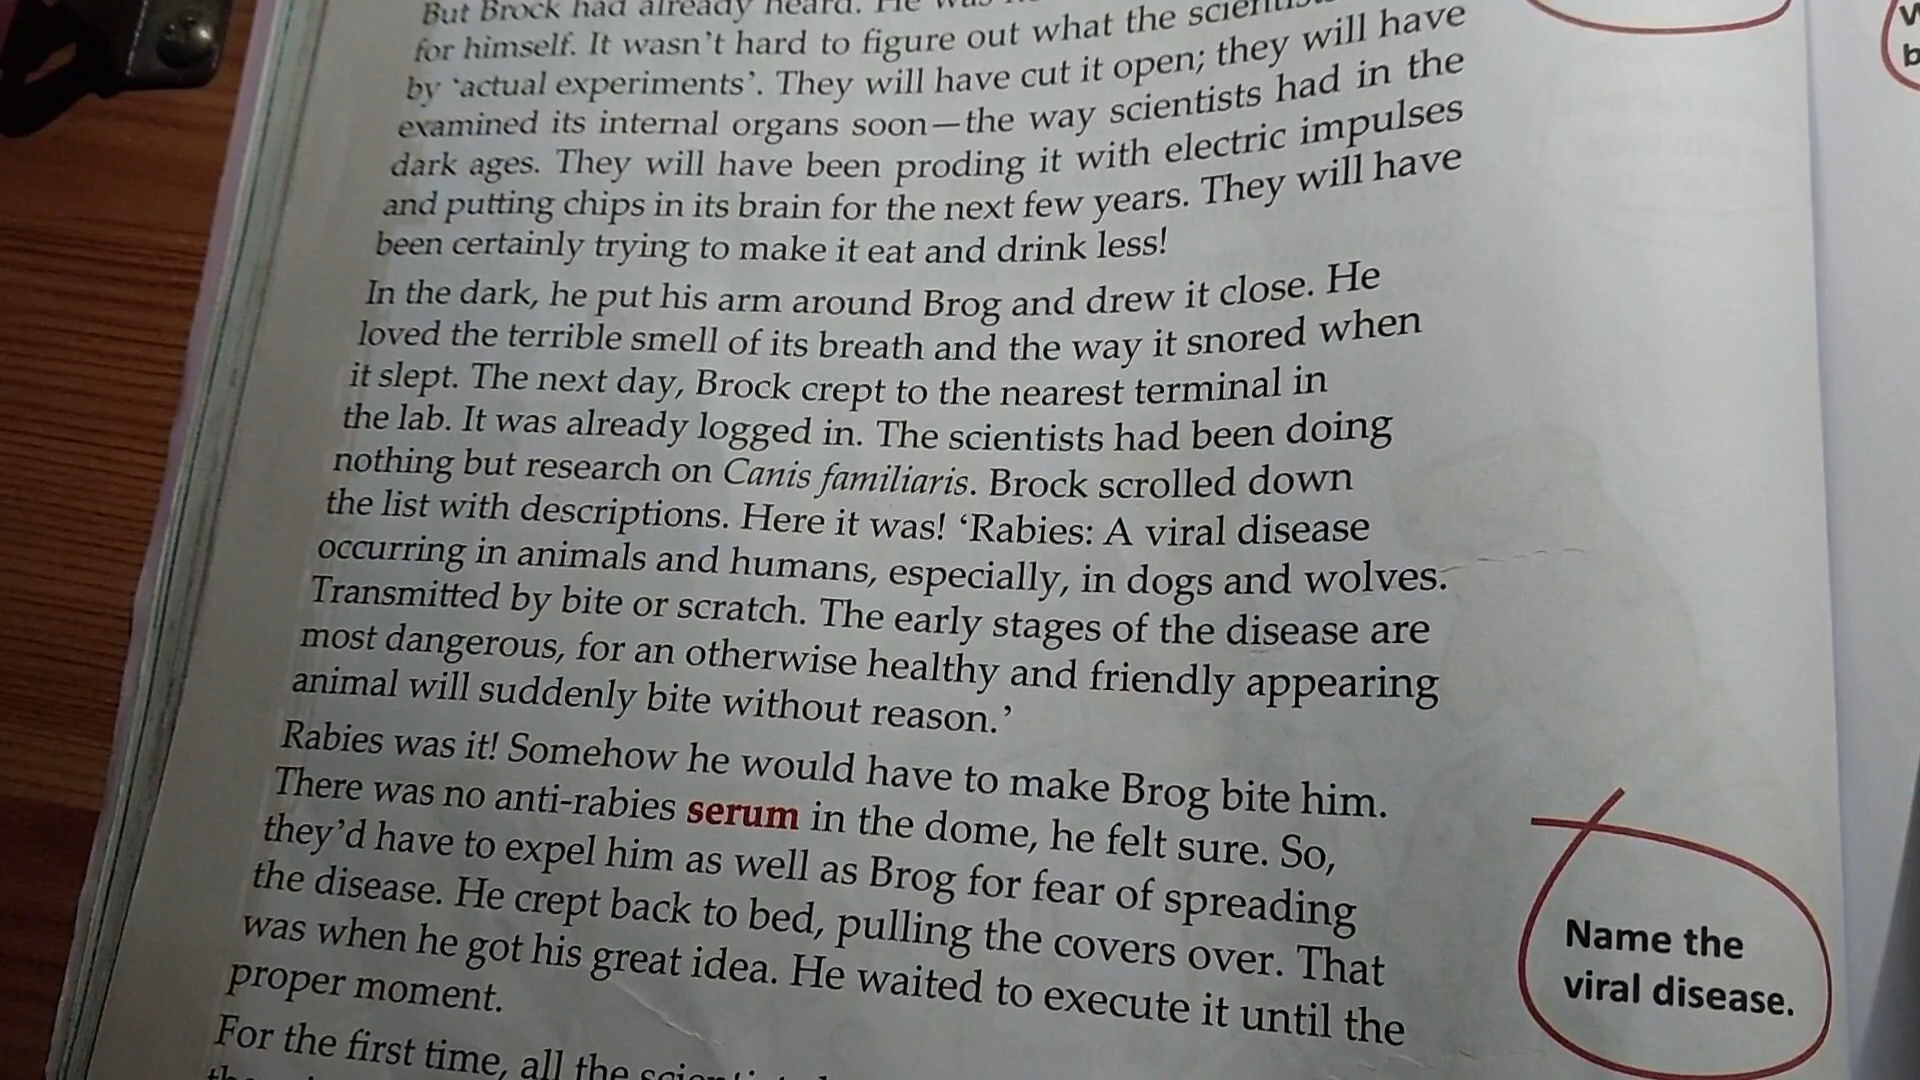 But Brock had already heard. He was
for himself. It wasn't hard to figure out what the
by 'actual experiments'. They will have cut it open; they will have
examined its internal organs soon—the way scientists had in the
dark ages. They will have been proding it with electric impulses
and putting chips in its brain for the next few years. They will have
been certainly trying to make it eat and drink less!
In the dark, he put his arm around Brog and drew it close. He
loved the terrible smell of its breath and the way it snored when
it slept. The next day, Brock crept to the nearest terminal in
the lab. It was already logged in. The scientists had been doing
nothing but research on Canis familiaris. Brock scrolled down
the list with descriptions. Here it was! 'Rabies: A viral disease
occurring in animals and humans, especially, in dogs and wolves.
Transmitted by bite or scratch. The early stages of the disease are
most dangerous, for an otherwise healthy and friendly appearing
animal will suddenly bite without reason.'
Rabies was it! Somehow he would have to make Brog bite him.
There was no anti-rabies serum in the dome, he felt sure. So,
they'd have to expel him as well as Brog for fear of spreading
the disease. He crept back to bed, pulling the covers over. That
was when he got his great idea. He waited to execute it until the
proper moment.
For the first time, all the
Name the
viral disease.